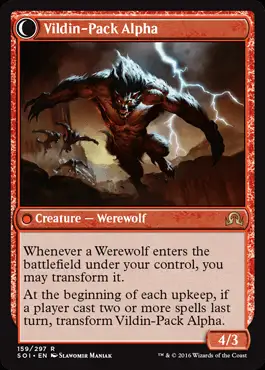 Vildin-Pack Alpha
Creature — Werewolf
Whenever a Werewolf enters the
battlefield under your control, you
may transform it.
At the beginning of each upkeep, if
a player cast two or more spells last
turn, transform Vildin-Pack Alpha.
4/3
159/297 R
SOI • EN Slawomir Maniak
™ & © 2016 Wizards of the Coast